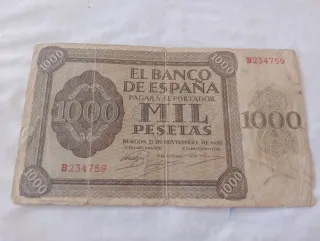 1000
EL BANCO
B234759
DE ESPAÑA
PAGARÁ AL PORTADOR
1000
MIL
1000
PESETAS
BURGOS, 21 DE NOVIEMBRE DE 1936
B234759
1000
1000